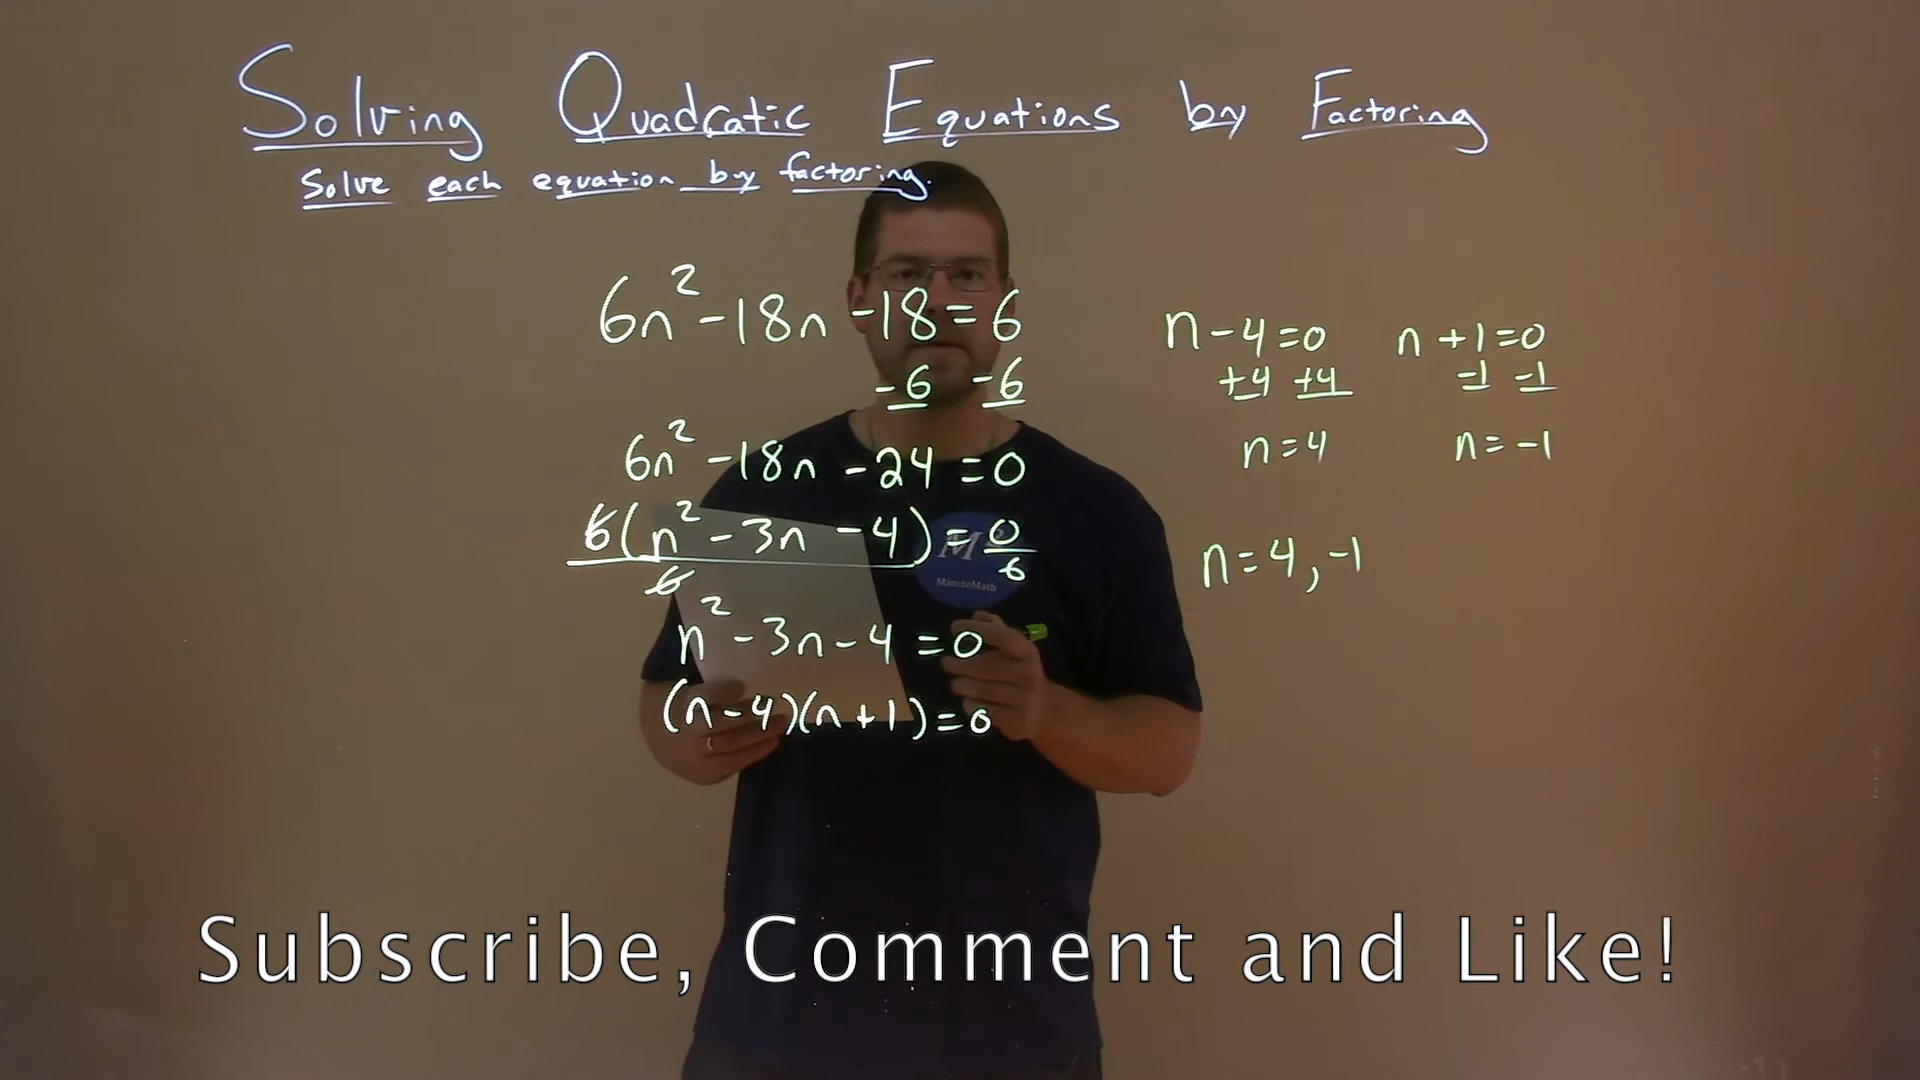 Solving Quadratic Equations by Factoring
Solve each equation by factoring.
6n² -18n -18 = 6
-6 -6
6n² -18n -24 = 0
6(n² -3n -4) = 0
6 6
n² -3n -4 = 0
(n-4)(n+1) = 0
n-4=0 n+1=0
+4 +4 -1 -1
n=4 n=-1
n=4,-1
M²
MinuteMath
Subscribe, Comment and Like!